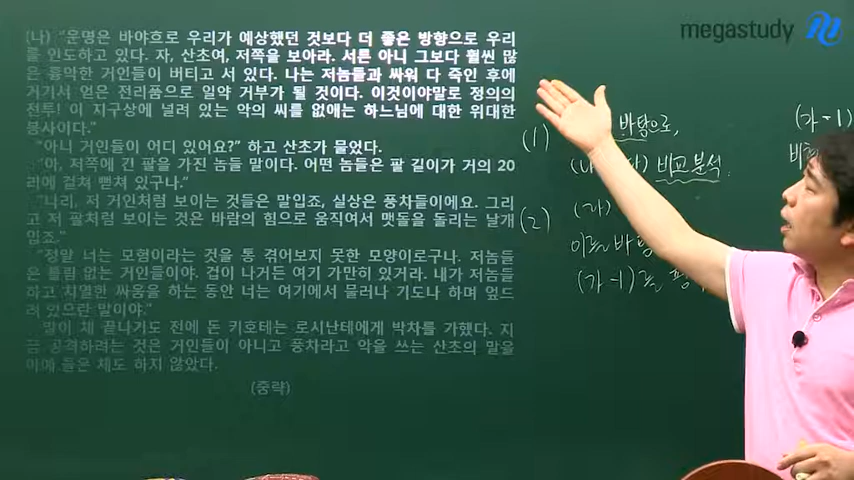 (나) "운명은 바야흐로 우리가 예상했던 것보다 더 좋은 방향으로 우리
를 인도하고 있다. 자, 산초여, 저쪽을 보아라. 서른 아니 그보다 훨씬 많
은 흉악한 거인들이 버티고 서 있다. 나는 저놈들과 싸워 다 죽인 후에
거기서 얻은 전리품으로 일약 거부가 될 것이다. 이것이야말로 정의의
전투! 이 지구상에 널려 있는 악의 씨를 없애는 하느님에 대한 위대한
봉사이다."
"아니 거인들이 어디 있어요?" 하고 산초가 물었다.
"아, 저쪽에 긴 팔을 가진 놈들 말이다. 어떤 놈들은 팔 길이가 거의 20
러에 걸쳐 뻗쳐 있구나."
"나리, 저 거인처럼 보이는 것들은 말입죠, 실상은 풍차들이에요. 그리
고 저 팔처럼 보이는 것은 바람의 힘으로 움직여서 맷돌을 돌리는 날개
입죠."
"정말 너는 모험이라는 것을 통 겪어보지 못한 모양이로구나. 저놈들
은 틀림 없는 거인들이야. 겁이 나거든 여기 가만히 있거라. 내가 저놈들
하고 치열한 싸움을 하는 동안 너는 여기에서 물러나 기도나 하며 엎드
려 있으란 말이야."
말이 채 끝나기도 전에 돈 키호테는 로시난테에게 박차를 가했다. 지
금 공격하려는 것은 거인들이 아니고 풍차라고 악을 쓰는 산초의 말을
아예 들은 체도 하지 않았다.
(중략)
megastudy
(1) 바탕으로,
비교 분석.
(2) (라)
이를 바탕
(가-1)를
(가-1)